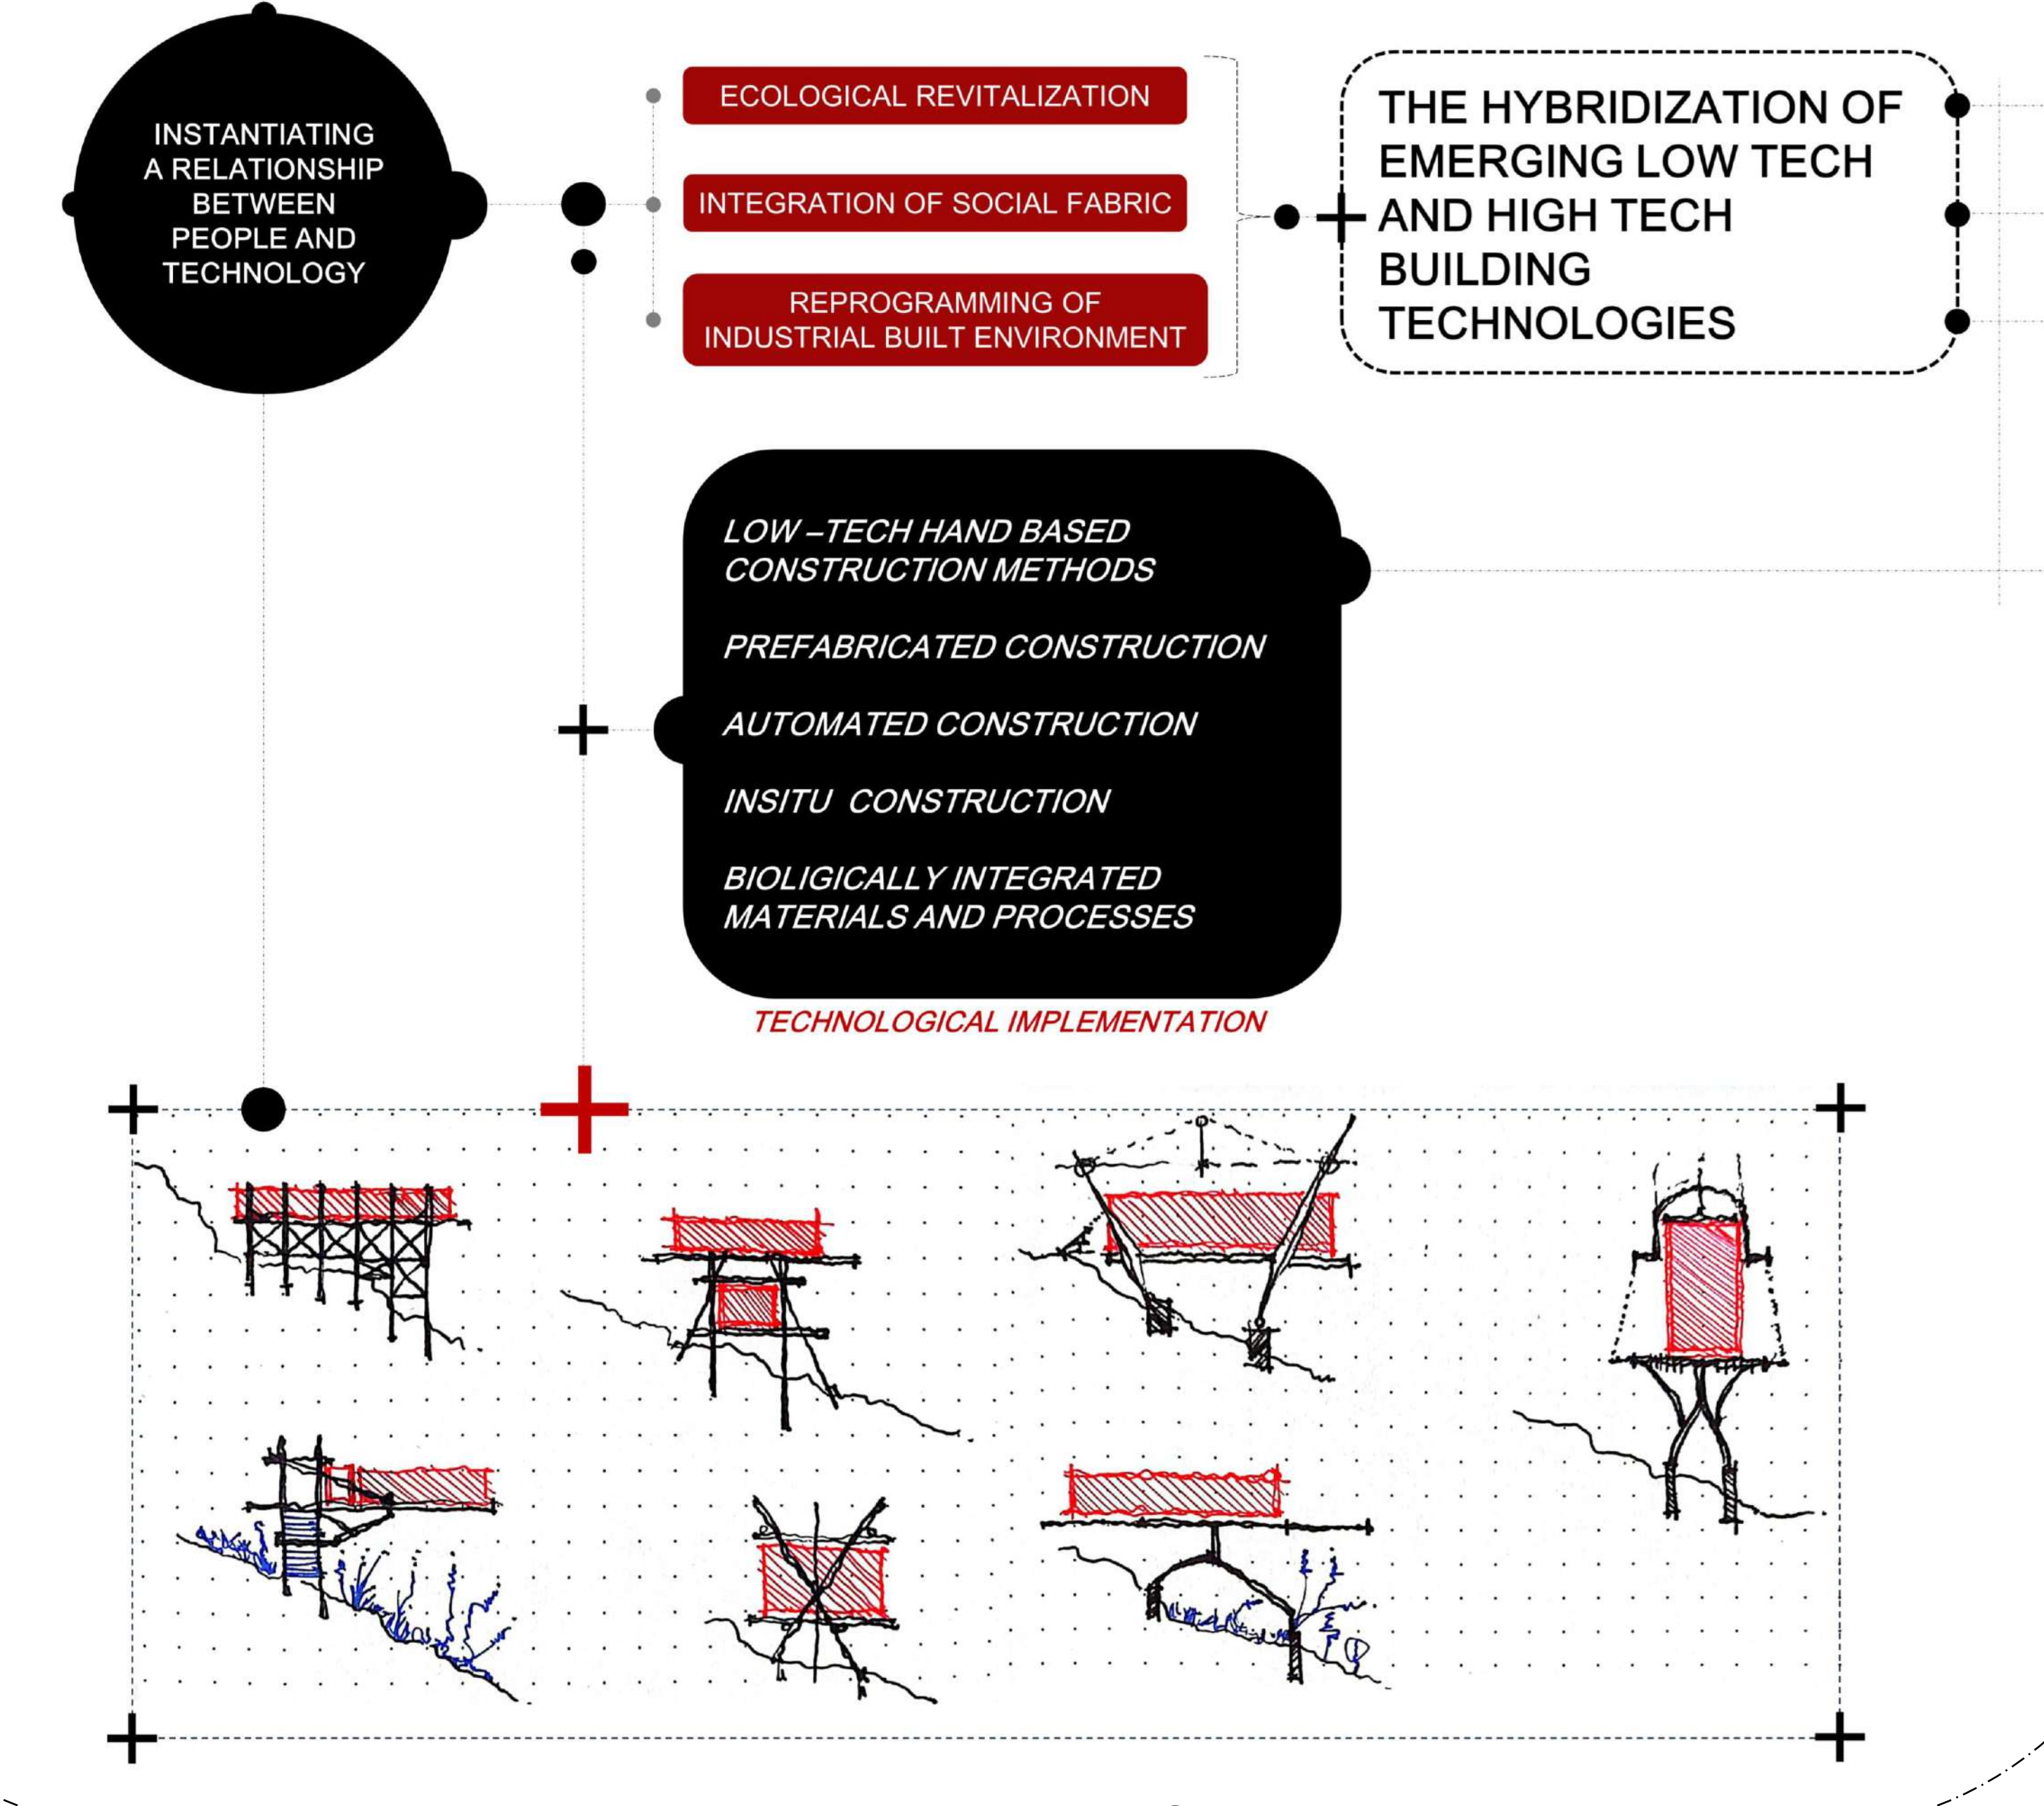 INSTANTIATING
A RELATIONSHIP
BETWEEN
PEOPLE AND
TECHNOLOGY
ECOLOGICAL REVITALIZATION
INTEGRATION OF SOCIAL FABRIC
REPROGRAMMING OF
INDUSTRIAL BUILT ENVIRONMENT
THE HYBRIDIZATION OF
EMERGING LOW TECH
AND HIGH TECH
BUILDING
TECHNOLOGIES
LOW –TECH HAND BASED
CONSTRUCTION METHODS
PREFABRICATED CONSTRUCTION
AUTOMATED CONSTRUCTION
INSITU CONSTRUCTION
BIOLIGICALLY INTEGRATED
MATERIALS AND PROCESSES
TECHNOLOGICAL IMPLEMENTATION